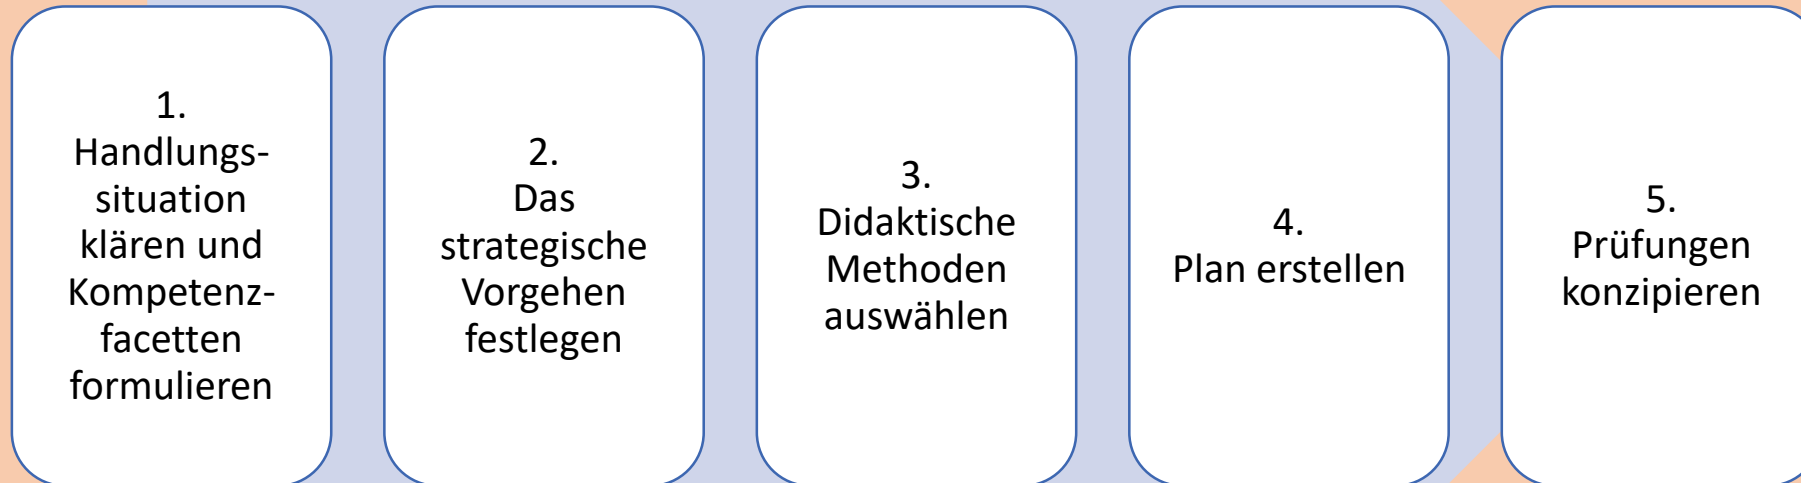 1.
Handlungs-
situation
klären und
Kompetenz-
facetten
formulieren
2.
Das
strategische
Vorgehen
festlegen
3.
Didaktische
Methoden
auswählen
4.
Plan erstellen
5.
Prüfungen
konzipieren